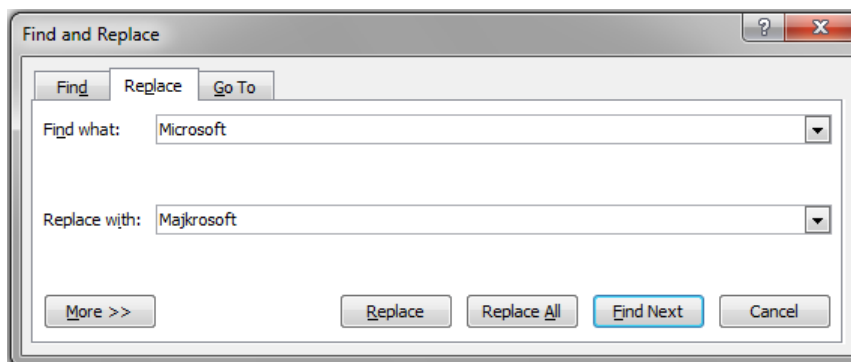 Find and Replace
Find Replace Go To
Find what: Microsoft
Replace with: Majkrosoft
More >> Replace Replace All Find Next Cancel